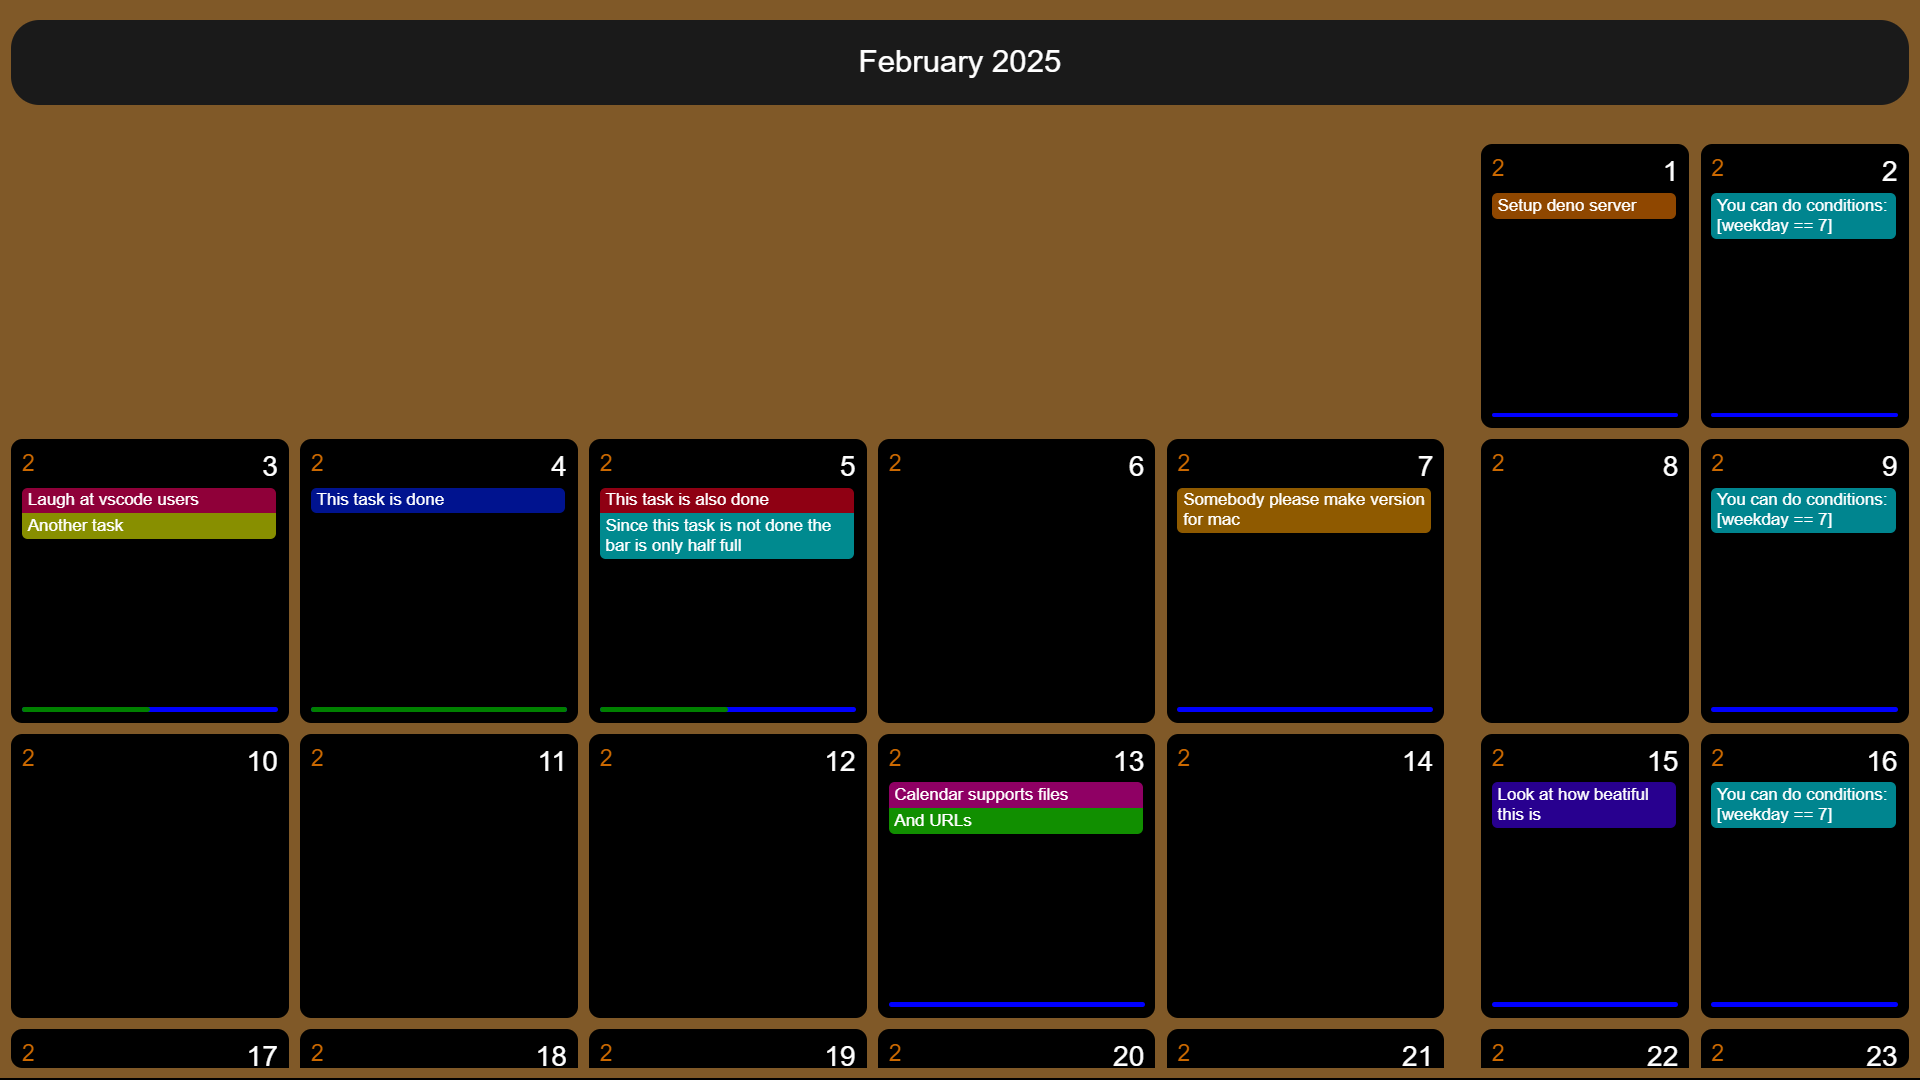 February 2025
2 1
Setup deno server
2 2
You can do conditions:
[weekday == 7]
2 3
Laugh at vscode users
Another task
2 4
This task is done
2 5
This task is also done
Since this task is not done the
bar is only half full
2 6
2 7
Somebody please make version
for mac
2 8
2 9
You can do conditions:
[weekday == 7]
2 10
2 11
2 12
2 13
Calendar supports files
And URLs
2 14
2 15
Look at how beatiful
this is
2 16
You can do conditions:
[weekday == 7]
2 17
2 18
2 19
2 20
2 21
2 22
2 23